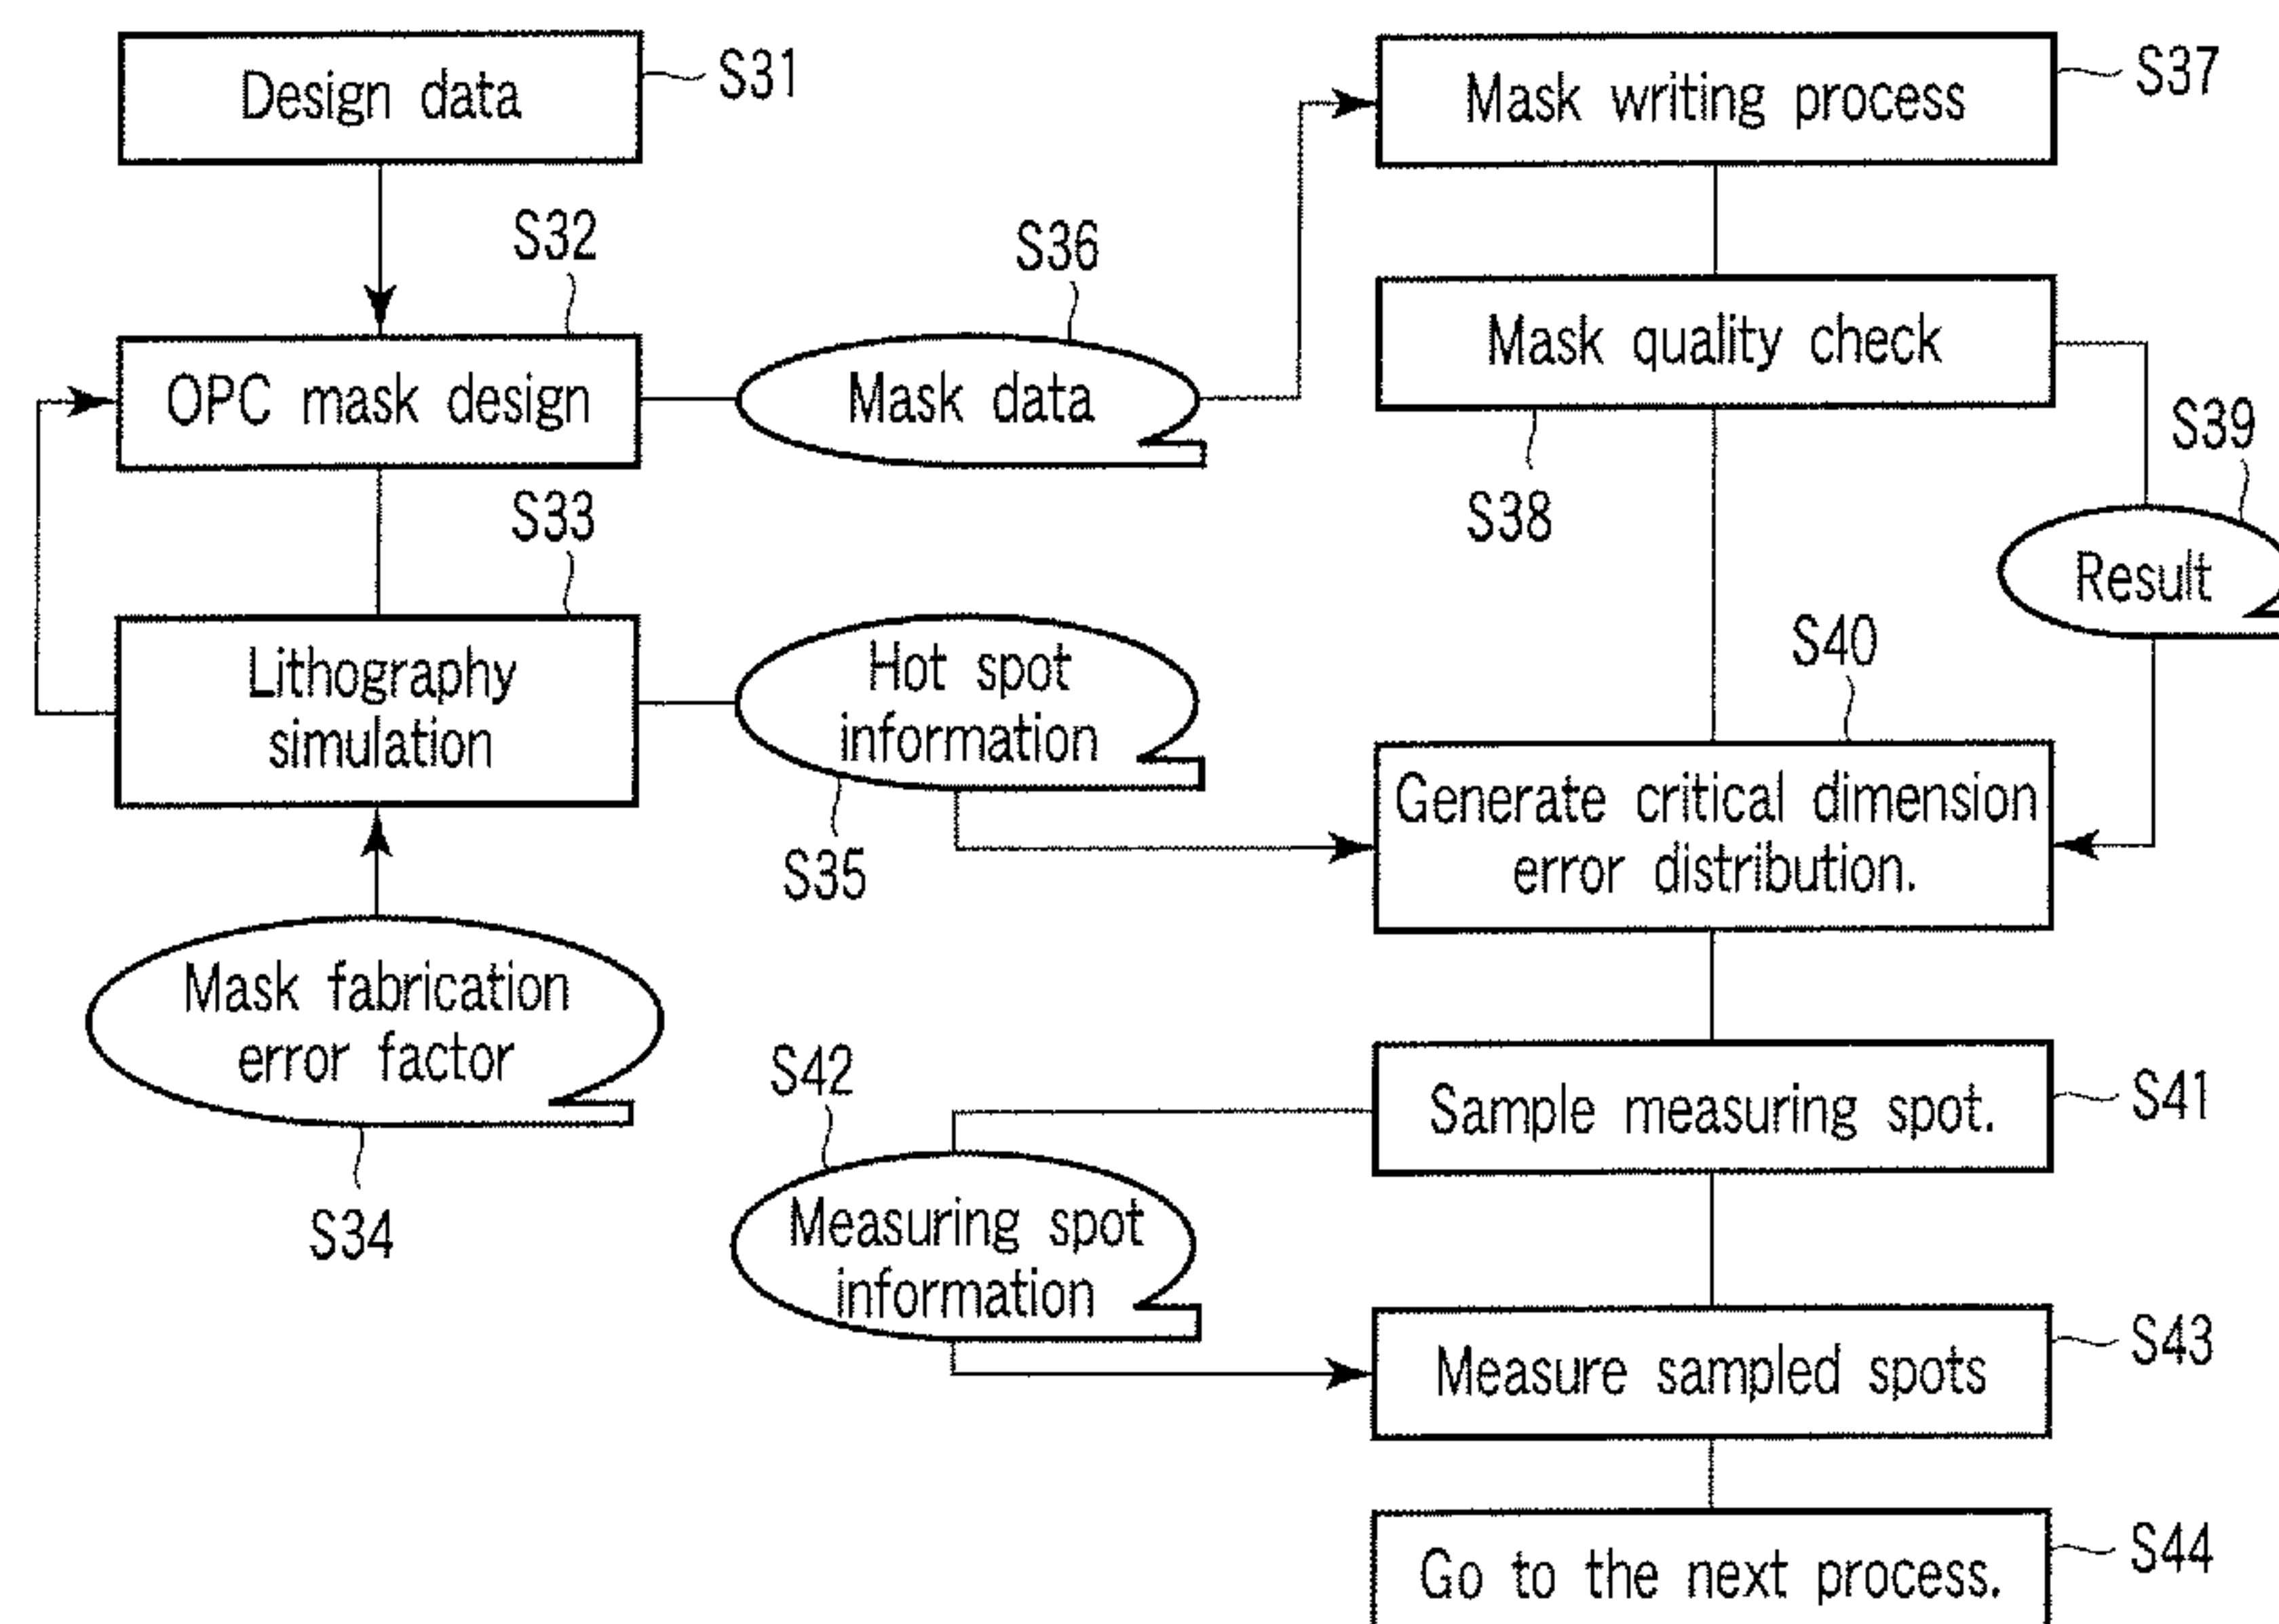 Design data
S31
S32
OPC mask design
S36
Mask data
S33
Lithography
simulation
Hot spot
information
S35
Mask fabrication
error factor
S34
Mask writing process
S37
Mask quality check
S38
S39
Result
S40
Generate critical dimension
error distribution.
Sample measuring spot.
S41
S42
Measuring spot
information
Measure sampled spots
S43
Go to the next process.
S44